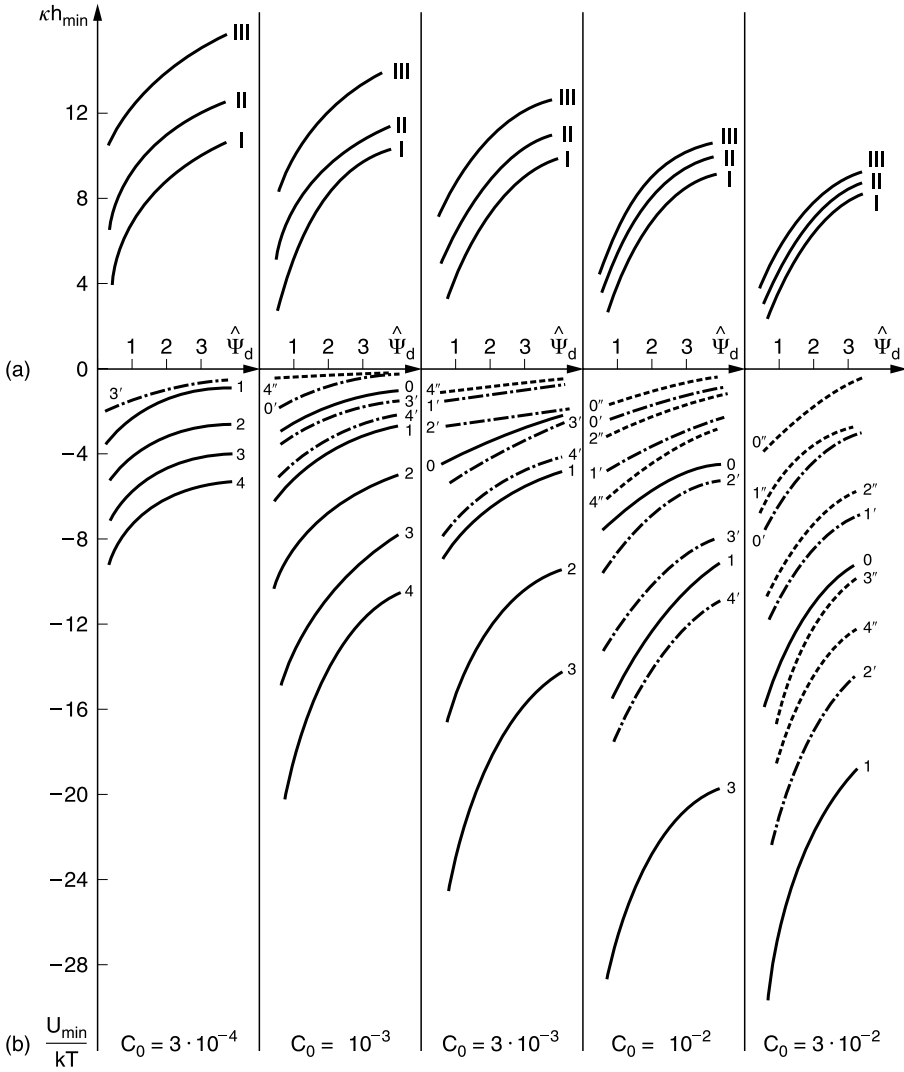 κh_min
III
II
I
III
II
I
III
II
I
III
II
I
III
II
I
12
8
4
1 2 3 Ψ̂_d
1 2 3 Ψ̂_d
1 2 3 Ψ̂_d
1 2 3 Ψ̂_d
1 2 3 Ψ̂_d
(a)
0
−4
−8
−12
−16
−20
−24
−28
3′
1
2
3
4
4″
0′
0
3′
4′
1
2
3
4
4″
1′
2′
0
3′
4′
1
2
3
0″
0′
2″
1′
4″
0
2′
3′
1
4′
3
0″
1″
0′
2″
1′
0
3″
4″
2′
1
(b)
U_min
kT
C₀ = 3 · 10⁻⁴
C₀ = 10⁻³
C₀ = 3 · 10⁻³
C₀ = 10⁻²
C₀ = 3 · 10⁻²